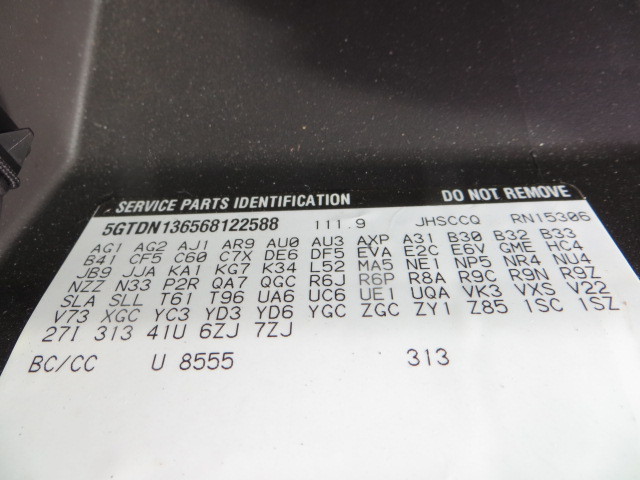 SERVICE PARTS IDENTIFICATION DO NOT REMOVE
5GTDN136568122588 111.9 JHSCCQ RN15306
AG1 AG2 AJ1 AR9 AU0 AU3 AXP A31 B30 B32 B33
B41 CF5 C60 C7X DE6 DF5 EVA E2C E6V GME HC4
JB9 JJA KA1 KG7 K34 L52 MA5 NE1 NP5 NR4 NU4
NZZ N33 P2R QA7 QGC R6J R6P R8A R9C R9N R9Z
SLA SLL T61 T96 UA6 UC6 UE1 UQA VK3 VXS V22
V73 XGC YC3 YD3 YD6 YGC ZGC ZY1 Z85 1SC 1SZ
27I 313 41U 6ZJ 7ZJ
BC/CC U 8555 313